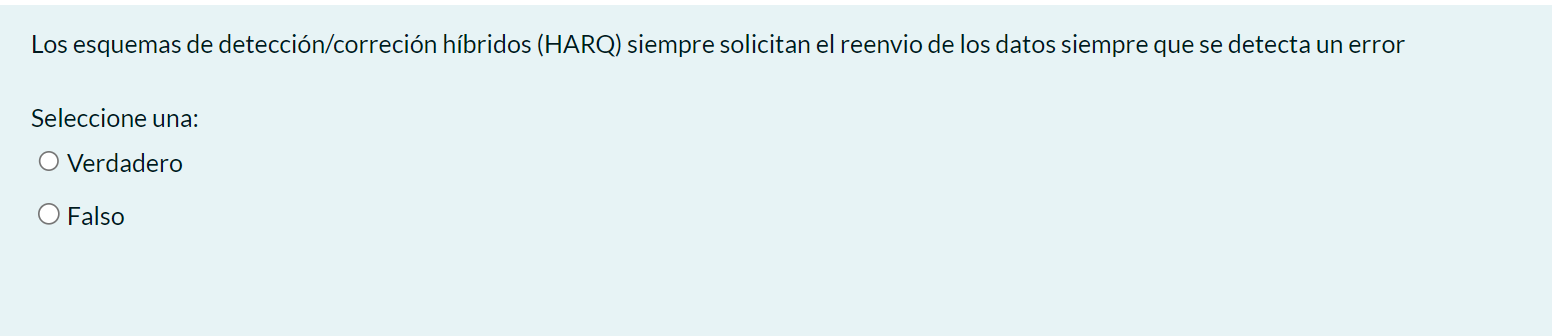 Los esquemas de detección/correción híbridos (HARQ) siempre solicitan el reenvio de los datos siempre que se detecta un error
Seleccione una:
Verdadero
Falso